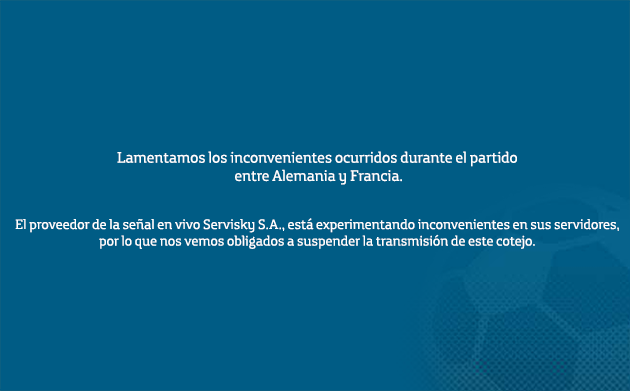 Lamentamos los inconvenientes ocurridos durante el partido
entre Alemania y Francia.
El proveedor de la señal en vivo Servisky S.A., está experimentando inconvenientes en sus servidores,
por lo que nos vemos obligados a suspender la transmisión de este cotejo.